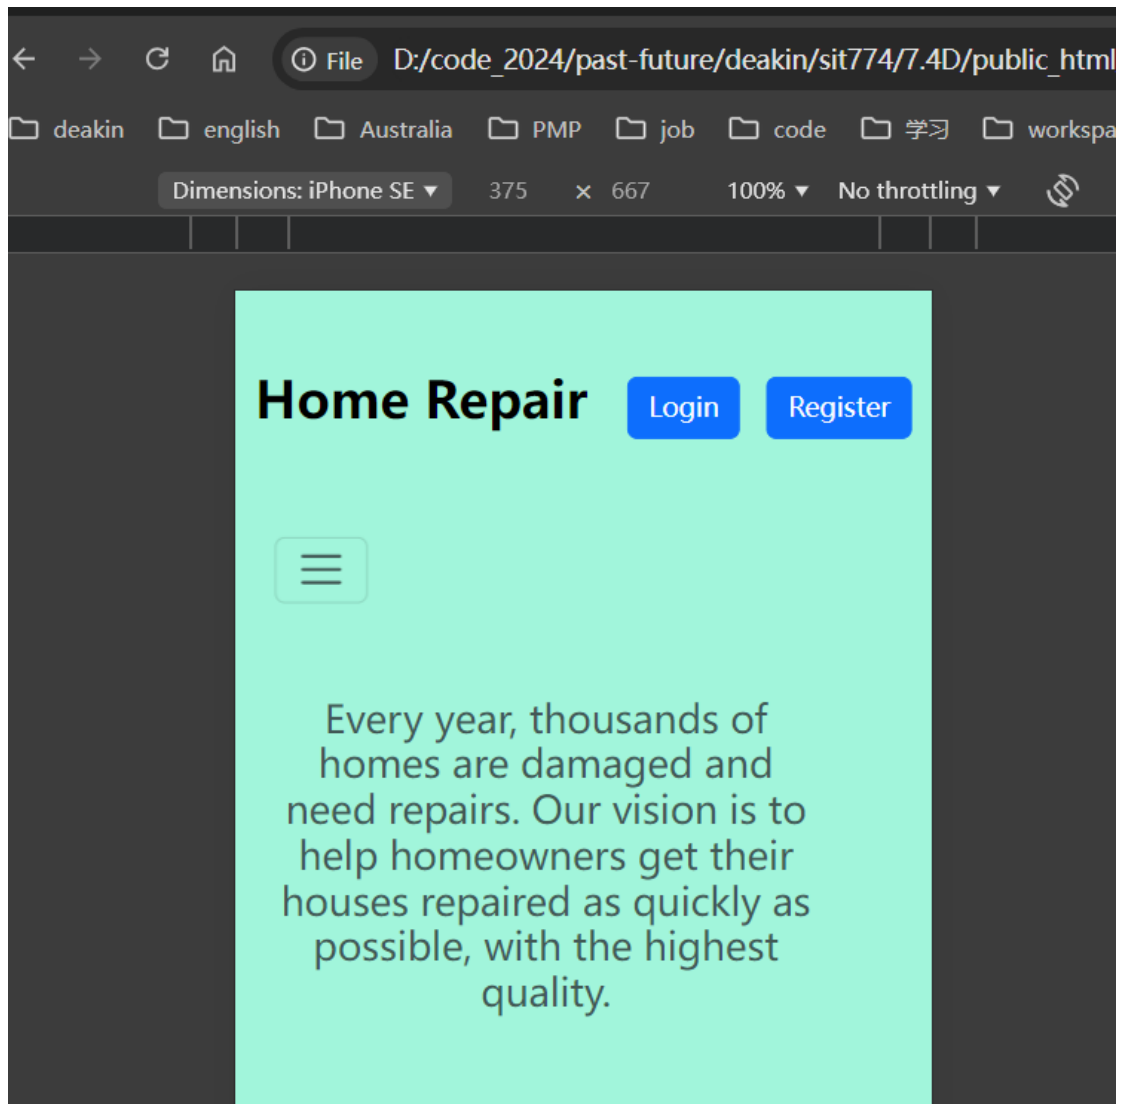 File D:/code_2024/past-future/deakin/sit774/7.4D/public_html
deakin english Australia PMP job code 学习 workspa
Dimensions: iPhone SE ▼ 375 × 667 100% ▼ No throttling ▼
Home Repair Login Register
Every year, thousands of
homes are damaged and
need repairs. Our vision is to
help homeowners get their
houses repaired as quickly as
possible, with the highest
quality.